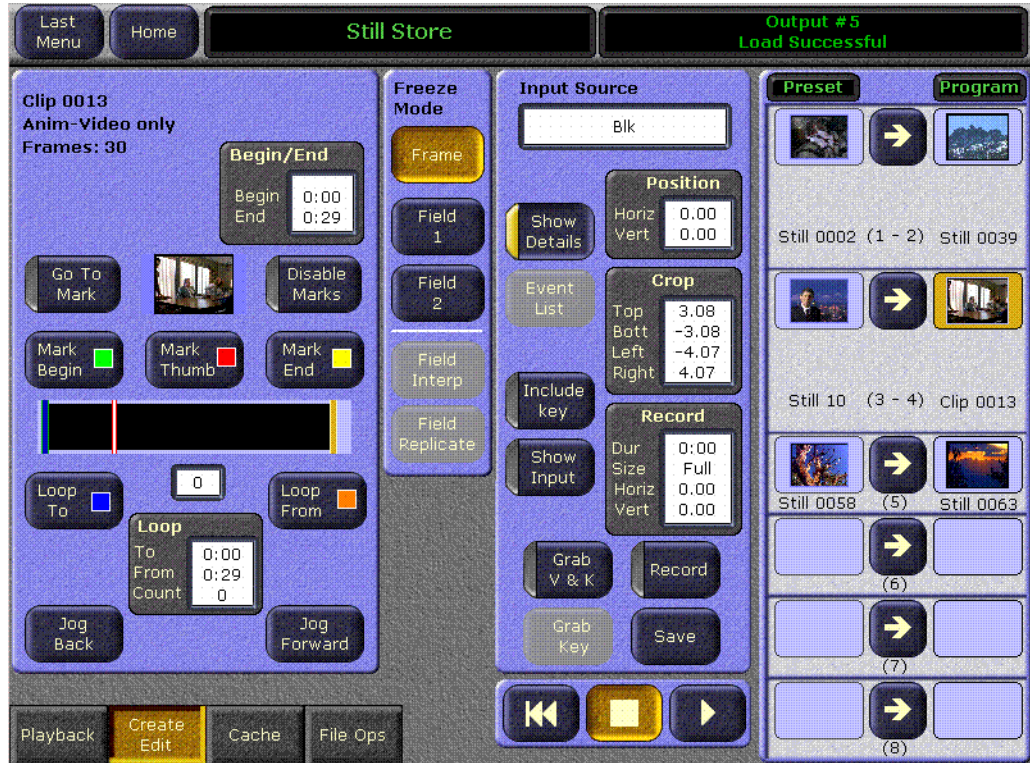 Last
Menu
Home
Still Store
Output #5
Load Successful
Clip 0013
Anim-Video only
Frames: 30
Begin/End
Begin 0:00
End 0:29
Go To
Mark
Disable
Marks
Mark
Begin
Mark
Thumb
Mark
End
Loop
To
0
Loop
From
Loop
To 0:00
From 0:29
Count 0
Jog
Back
Jog
Forward
Freeze
Mode
Frame
Field
1
Field
2
Field
Interp
Field
Replicate
Input Source
Blk
Show
Details
Position
Horiz 0.00
Vert 0.00
Event
List
Crop
Top 3.08
Bott -3.08
Left -4.07
Right 4.07
Include
key
Show
Input
Record
Dur 0:00
Size Full
Horiz 0.00
Vert 0.00
Grab
V & K
Record
Grab
Key
Save
Preset
Program
Still 0002 (1 - 2) Still 0039
Still 10 (3 - 4) Clip 0013
Still 0058 (5) Still 0063
(6)
(7)
(8)
Playback
Create
Edit
Cache
File Ops